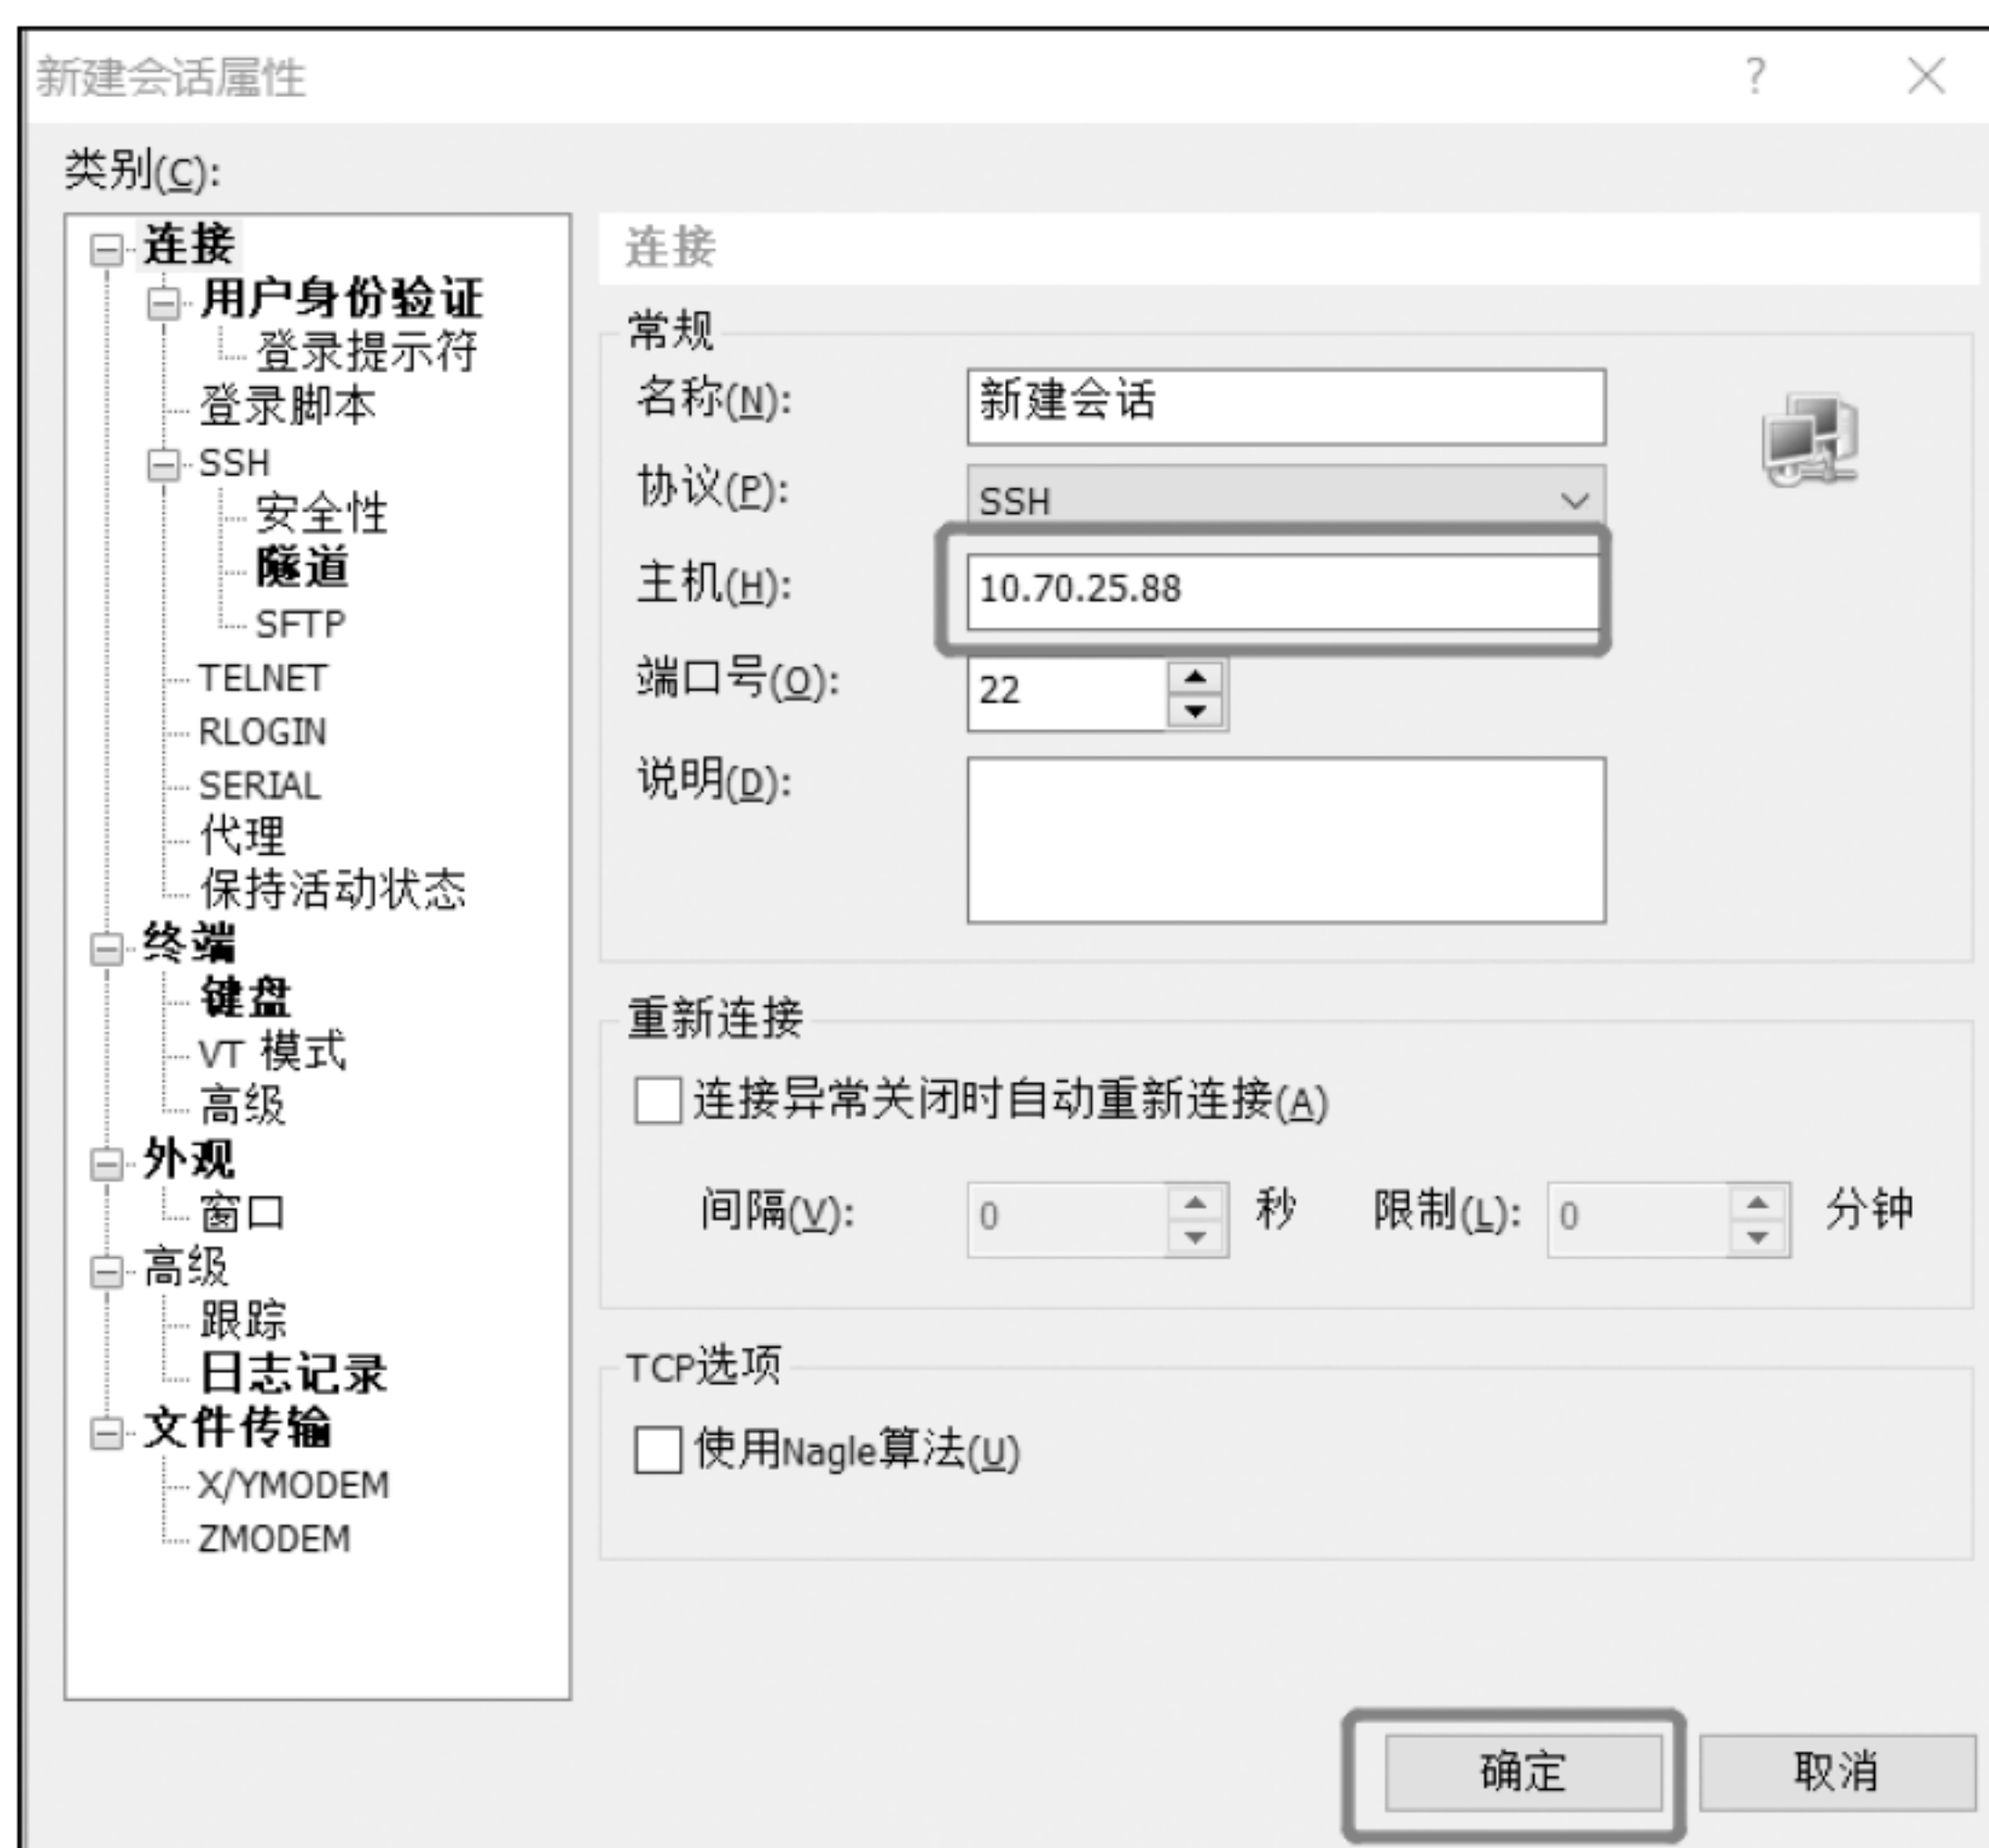 新建会话属性
?
类别(C):
连接
用户身份验证
登录提示符
登录脚本
SSH
安全性
隧道
SFTP
TELNET
RLOGIN
SERIAL
代理
保持活动状态
终端
键盘
VT 模式
高级
外观
窗口
高级
跟踪
日志记录
文件传输
X/YMODEM
ZMODEM
连接
常规
名称(N): 新建会话
协议(P): SSH
主机(H): 10.70.25.88
端口号(O): 22
说明(D):
重新连接
连接异常关闭时自动重新连接(A)
间隔(V): 0 秒 限制(L): 0 分钟
TCP选项
使用Nagle算法(U)
确定 取消